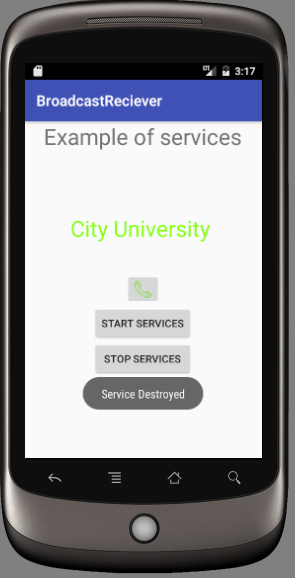 3:17
BroadcastReciever
Example of services
City University
START SERVICES
STOP SERVICES
Service Destroyed